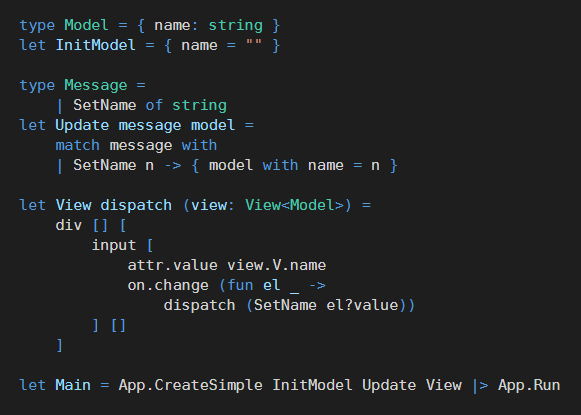 type Model = { name: string }
let InitModel = { name = "" }

type Message =
    | SetName of string
let Update message model =
    match message with
    | SetName n -> { model with name = n }

let View dispatch (view: View<Model>) =
    div [] [
        input [
            attr.value view.V.name
            on.change (fun el _ ->
                dispatch (SetName el?value))
        ] []
    ]

let Main = App.CreateSimple InitModel Update View |> App.Run